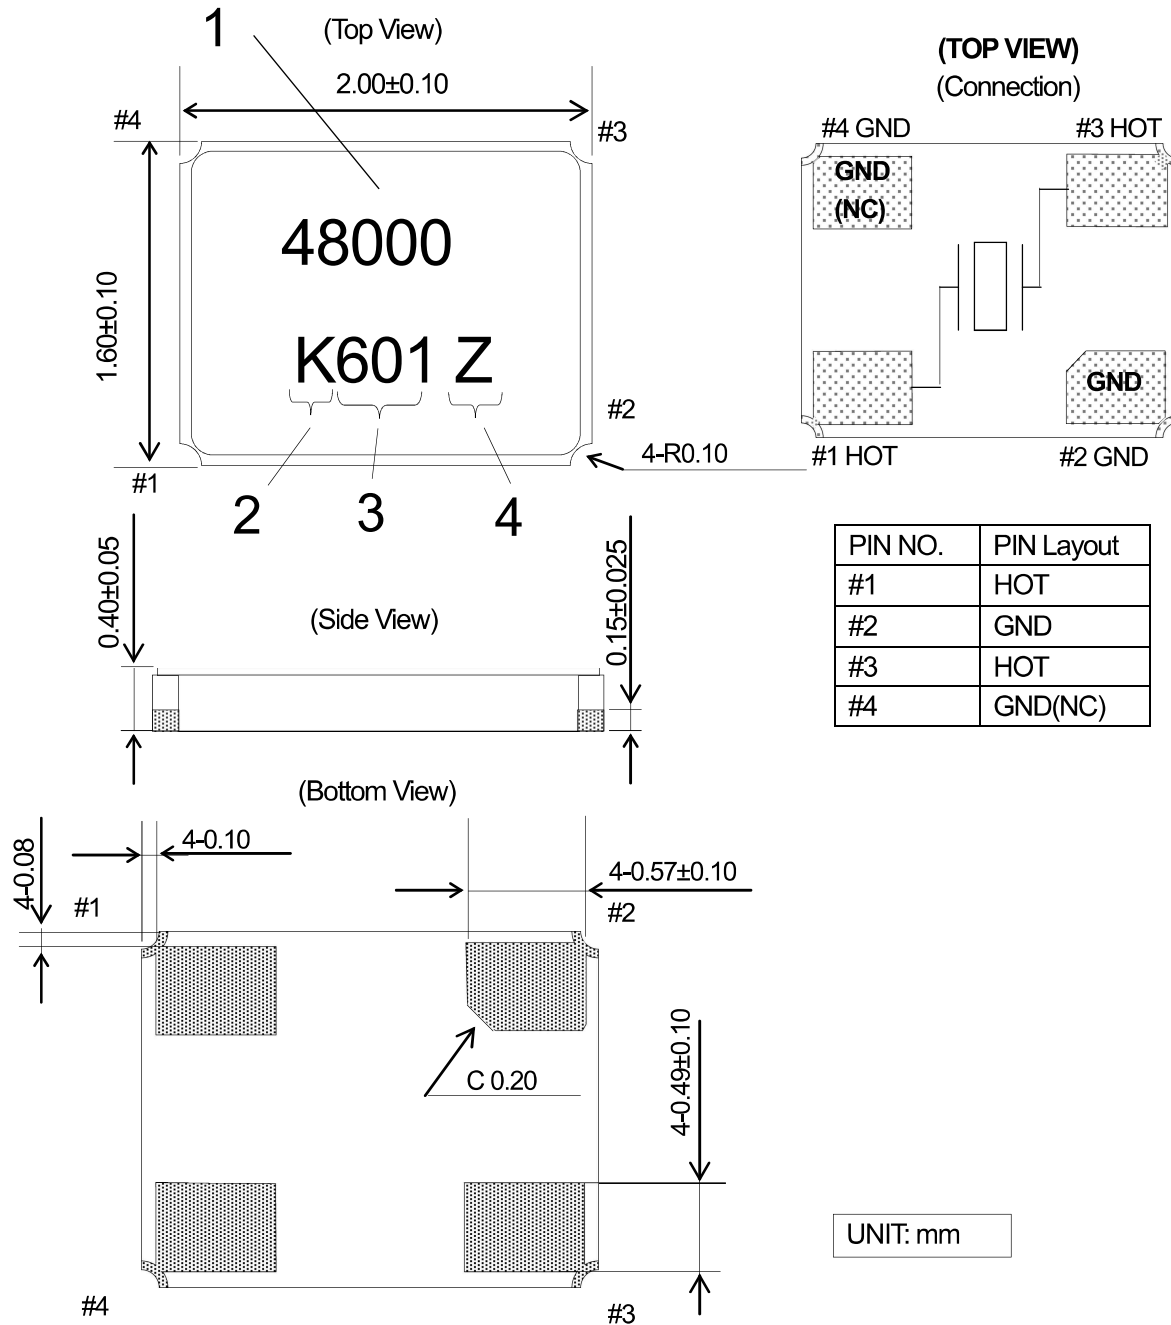 1
(Top View)
2.00±0.10
#4
#3
1.60±0.10
48000
K601 Z
#2
4-R0.10
#1
2
3
4
(TOP VIEW)
(Connection)
#4 GND
#3 HOT
GND
(NC)
GND
#1 HOT
#2 GND
PIN NO. PIN Layout
#1 HOT
#2 GND
#3 HOT
#4 GND(NC)
0.40±0.05
(Side View)
0.15±0.025
(Bottom View)
4-0.08
4-0.10
4-0.57±0.10
#1
#2
C 0.20
4-0.49±0.10
#4
#3
UNIT: mm